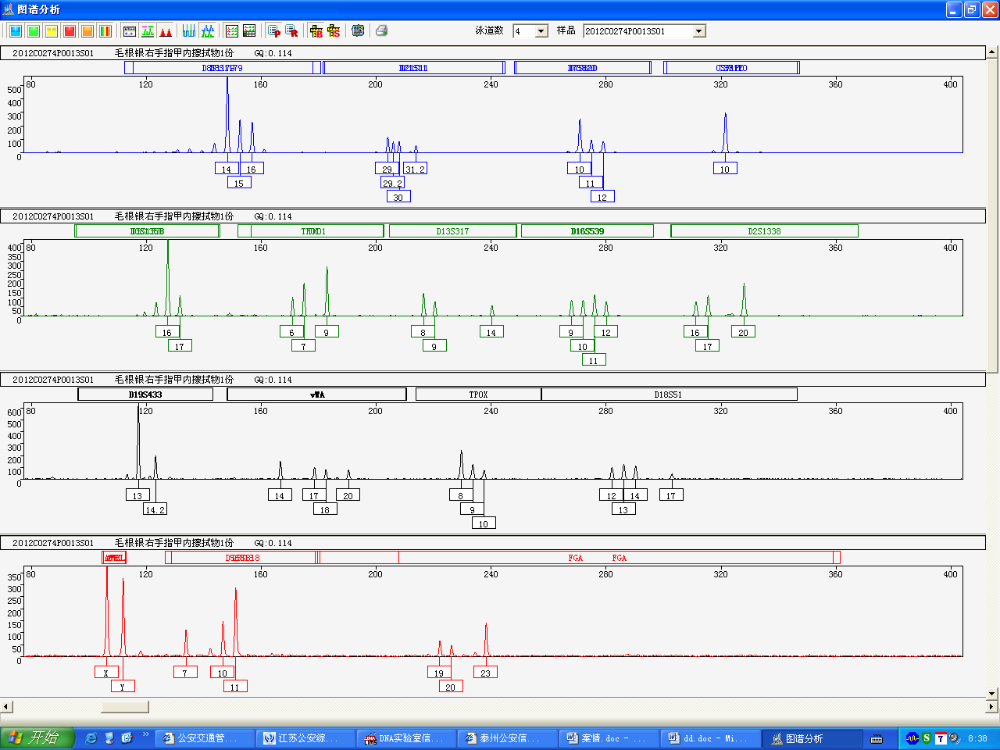 图谱分析
泳道数 4 样品 2012C0274P0013S01
2012C0274P0013S01 毛根银右手指甲内擦拭物1份 GQ:0.114
D21S11
80 120 160 200 240 280 320 360 400
500
400
300
200
100
0
14 16 29 31.2 10 10
15 29.2 11
30 12
2012C0274P0013S01 毛根银右手指甲内擦拭物1份 GQ:0.114
D3S1358 D13S317 D16S539 D2S1338
80 120 160 200 240 280 320 360 400
400
350
300
250
200
150
100
50
0
16 6 9 8 14 9 12 16 20
17 7 9 10 17
11
2012C0274P0013S01 毛根银右手指甲内擦拭物1份 GQ:0.114
D19S433 vWA TPOX D18S51
80 120 160 200 240 280 320 360 400
600
500
400
300
200
100
0
13 14 17 20 8 12 14 17
14.2 18 9 13
10
2012C0274P0013S01 毛根银右手指甲内擦拭物1份 GQ:0.114
AMEL FGA FGA
80 120 160 200 240 280 320 360 400
350
300
250
200
150
100
50
0
X 7 10 19 23
Y 11 20
开始 公安交通管... 江苏公安综... DNA实验室信... 泰州公安信... 案情.doc - ... dd.doc - Mi... 图谱分析 8:38